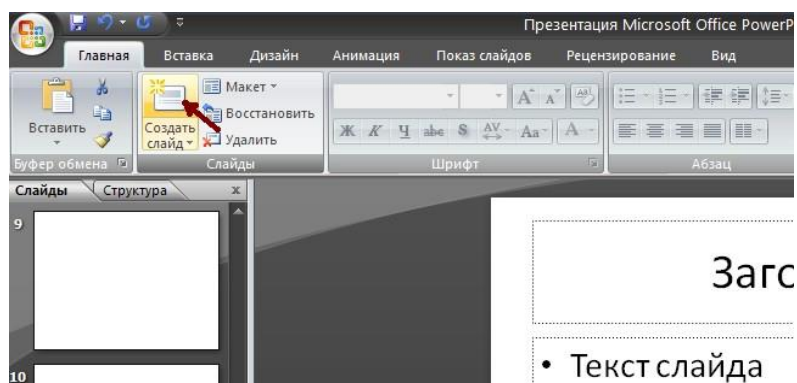 Презентация Microsoft Office PowerP
Главная Вставка Дизайн Анимация Показ слайдов Рецензирование Вид
Вставить
Создать слайд
Макет
Восстановить
Удалить
Ж К Ч abe S AV Aa A
Буфер обмена Слайды Шрифт Абзац
Слайды Структура x
9
Заго
• Текст слайда
10